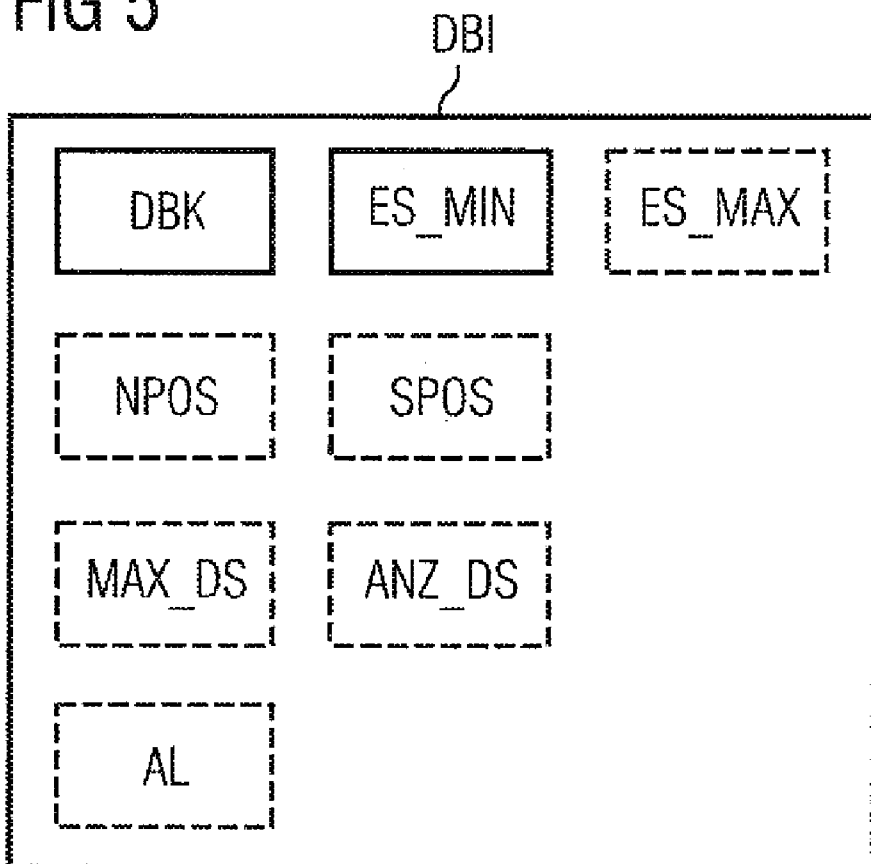 FIG 5
DBI
DBK ES_MIN ES_MAX
NPOS SPOS
MAX_DS ANZ_DS
AL